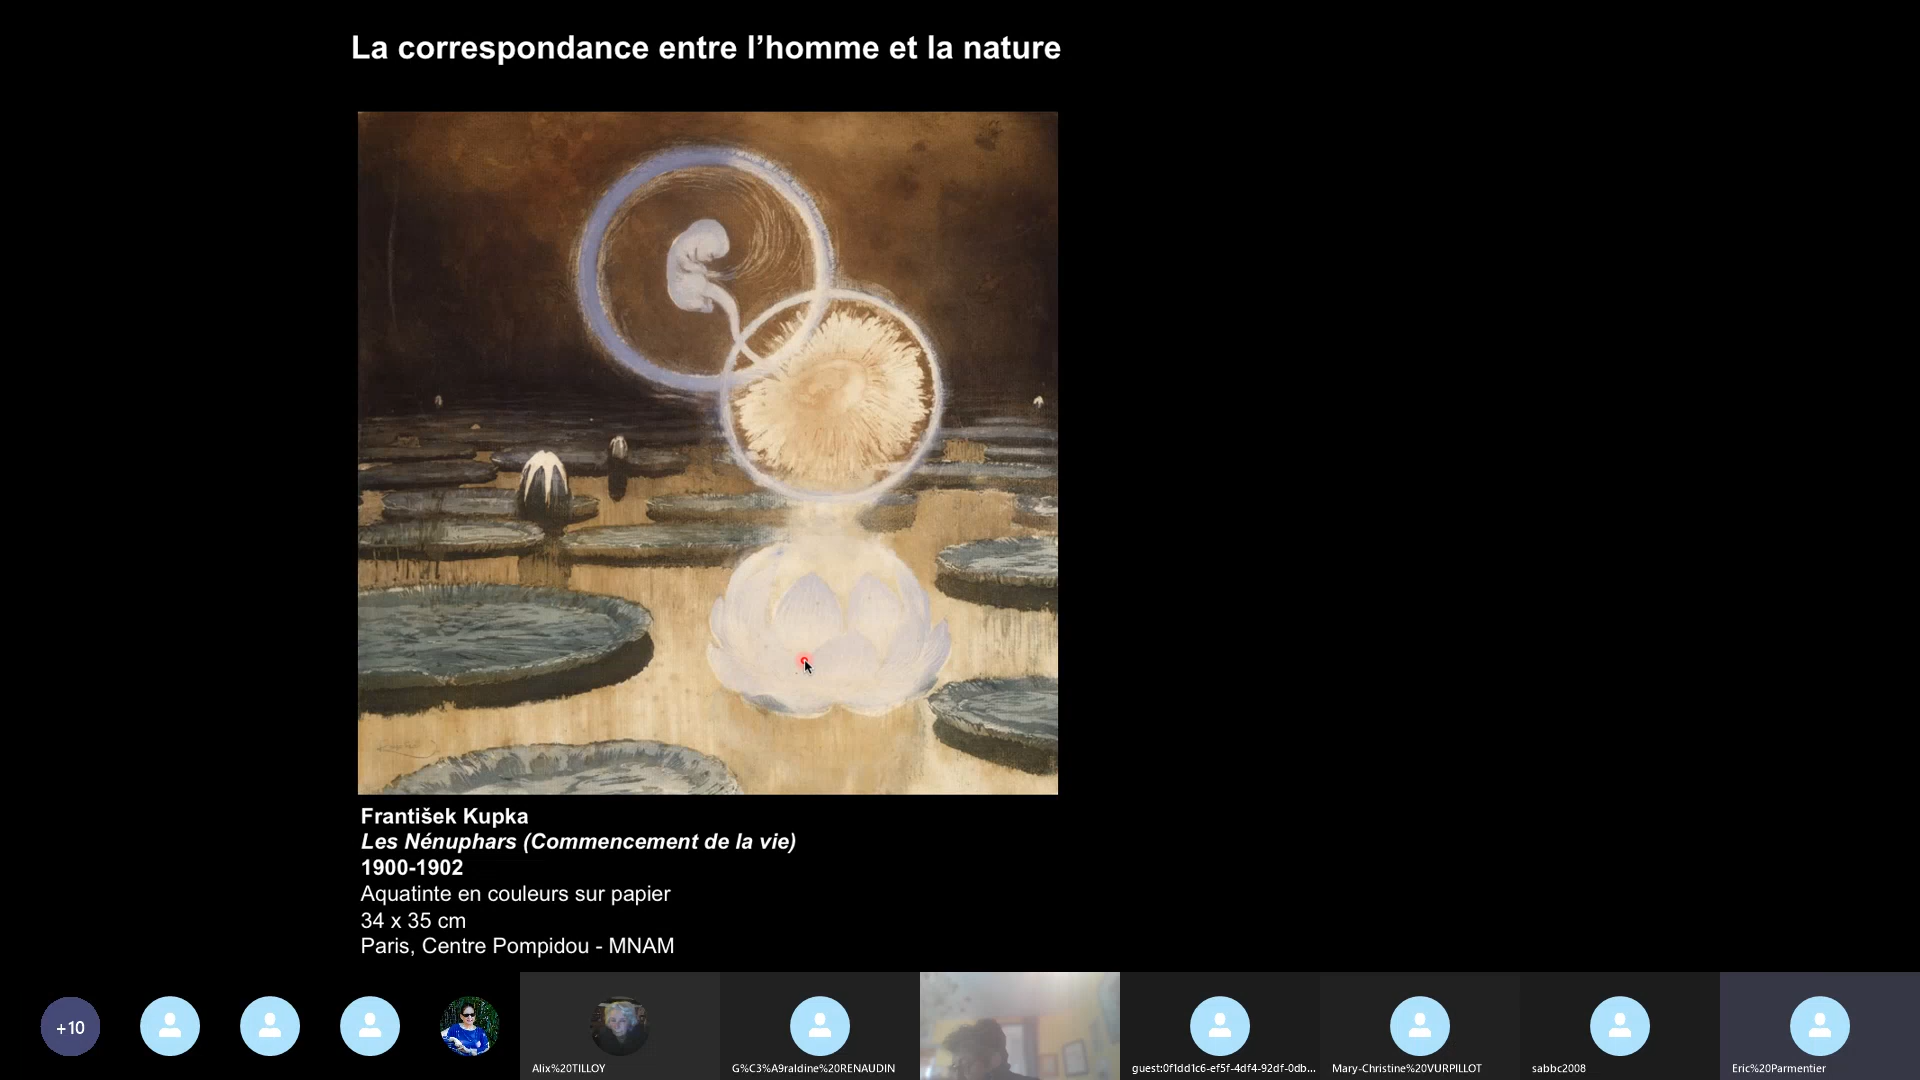 La correspondance entre l’homme et la nature
František Kupka
Les Nénuphars (Commencement de la vie)
1900-1902
Aquatinte en couleurs sur papier
34 x 35 cm
Paris, Centre Pompidou - MNAM
+10
Alix%20TILLOY
G%C3%A9raldine%20RENAUDIN
guest:0f1dd1c6-ef5f-4df4-92df-0db...
Mary-Christine%20VURPILLOT
sabbc2008
Eric%20Parmentier